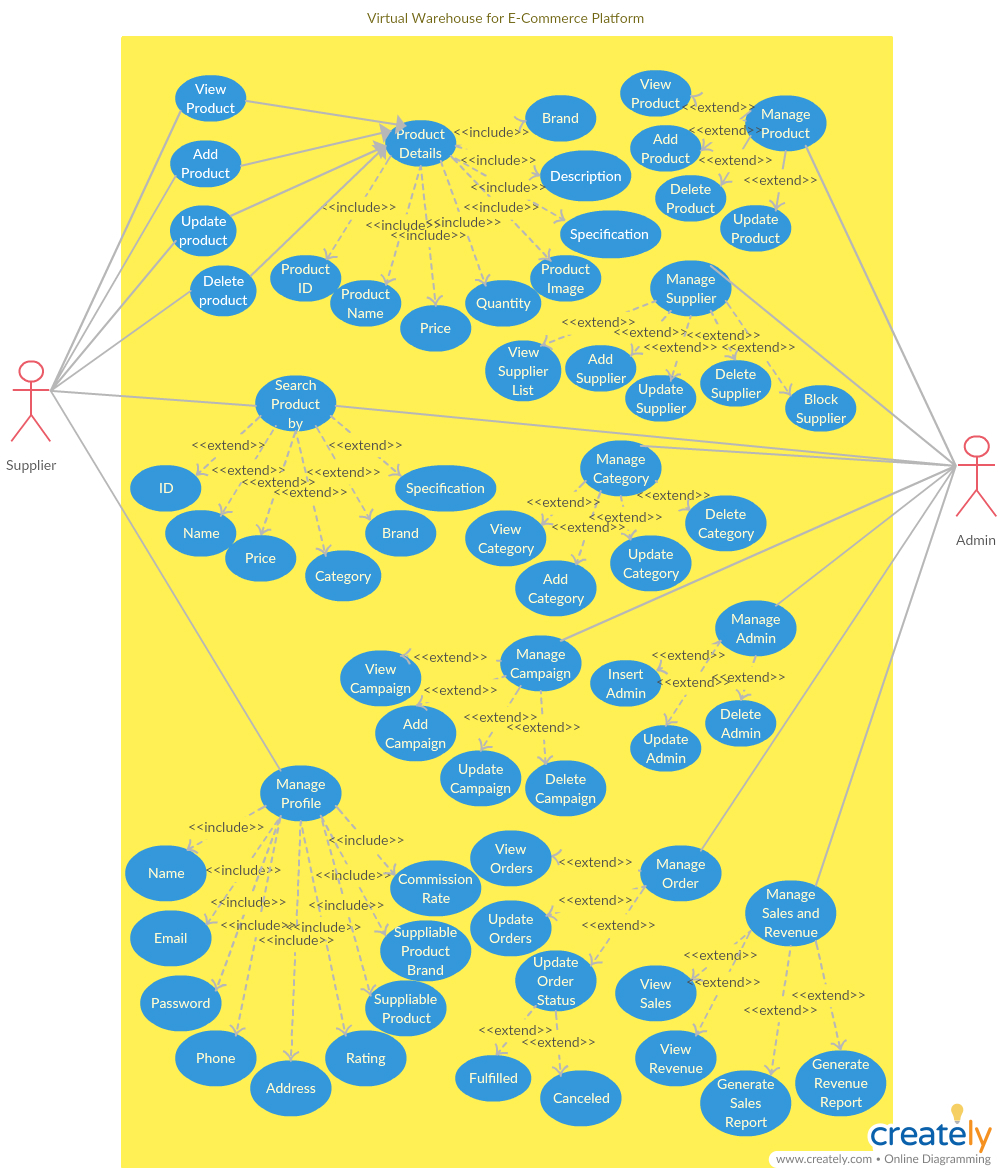 Virtual Warehouse for E-Commerce Platform
View
Product
Add
Product
Update
product
Delete
product
Product
Details
<<include>>
Brand
<<include>>
Description
<<include>>
Specification
<<include>>
Product
Image
<<include>>
Quantity
<<include>>
Price
<<include>>
Product
Name
<<include>>
Product
ID
View
Product
<<extend>>
Manage
Product
Add
Product
<<extend>>
Delete
Product
<<extend>>
Update
Product
<<extend>>
Manage
Supplier
<<extend>>
<<extend>>
<<extend>>
<<extend>>
<<extend>>
View
Supplier
List
Add
Supplier
Update
Supplier
Delete
Supplier
Block
Supplier
Supplier
Admin
Search
Product
by
<<extend>>
<<extend>>
<<extend>>
<<extend>>
<<extend>>
<<extend>>
ID
Name
Price
Category
Brand
Specification
Manage
Category
<<extend>>
<<extend>>
<<extend>>
<<extend>>
View
Category
Add
Category
Update
Category
Delete
Category
Manage
Admin
<<extend>>
<<extend>>
<<extend>>
Insert
Admin
Update
Admin
Delete
Admin
Manage
Campaign
<<extend>>
<<extend>>
<<extend>>
<<extend>>
View
Campaign
Add
Campaign
Update
Campaign
Delete
Campaign
Manage
Profile
<<include>>
<<include>>
<<include>>
<<include>>
<<include>>
<<include>>
<<include>>
<<include>>
<<include>>
Name
Email
Password
Phone
Address
Rating
Suppliable
Product
Suppliable
Product
Brand
Commission
Rate
Manage
Order
<<extend>>
<<extend>>
<<extend>>
View
Orders
Update
Orders
Update
Order
Status
<<extend>>
<<extend>>
Fulfilled
Canceled
Manage
Sales and
Revenue
<<extend>>
<<extend>>
<<extend>>
<<extend>>
View
Sales
View
Revenue
Generate
Sales
Report
Generate
Revenue
Report
creately
www.creately.com • Online Diagramming